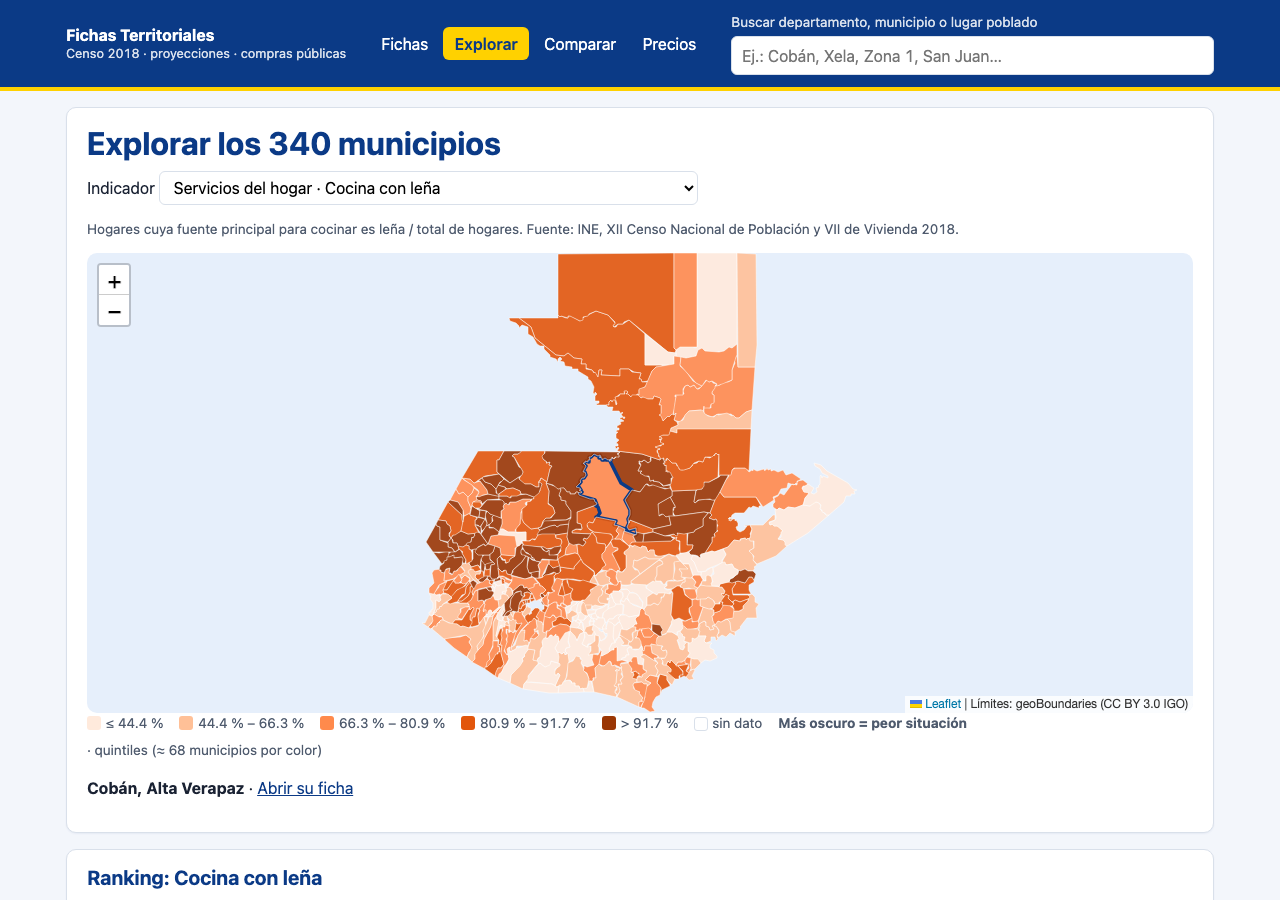 Fichas Territoriales
Censo 2018 · proyecciones · compras públicas
Fichas
Explorar
Comparar
Precios
Buscar departamento, municipio o lugar poblado
Ej.: Cobán, Xela, Zona 1, San Juan...
Explorar los 340 municipios
Indicador
Servicios del hogar · Cocina con leña
Hogares cuya fuente principal para cocinar es leña / total de hogares. Fuente: INE, XII Censo Nacional de Población y VII de Vivienda 2018.
+
−
Leaflet | Límites: geoBoundaries (CC BY 3.0 IGO)
≤ 44.4 %
44.4 % – 66.3 %
66.3 % – 80.9 %
80.9 % – 91.7 %
> 91.7 %
sin dato
Más oscuro = peor situación
· quintiles (≈ 68 municipios por color)
Cobán, Alta Verapaz · Abrir su ficha
Ranking: Cocina con leña